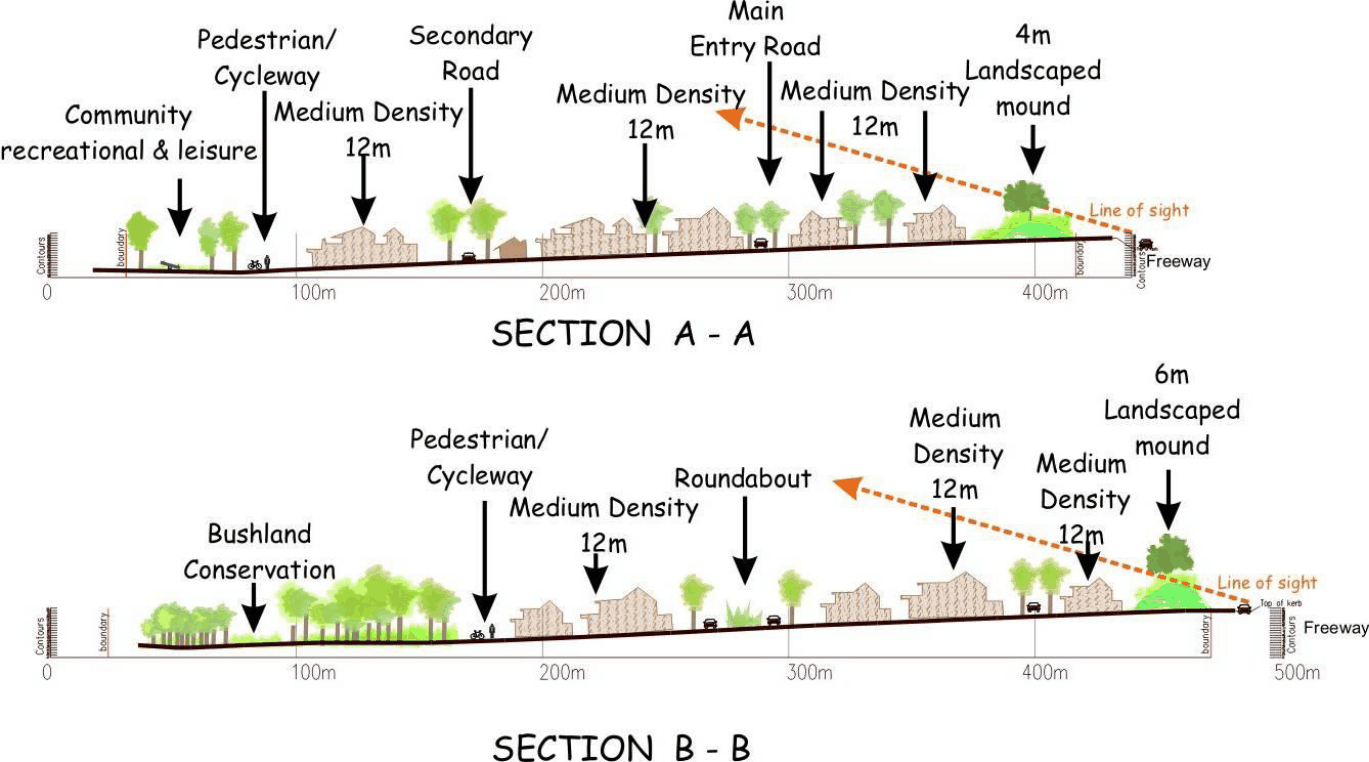 Main
Entry Road
Pedestrian/
Cycleway
Secondary
Road
4m
Landscaped
mound
Community
recreational & leisure
Medium Density
12m
Medium Density
12m
Medium Density
12m
Line of sight
Contours
boundary
boundary
Contours
Freeway
0
100m
200m
300m
400m
SECTION A - A
6m
Landscaped
mound
Medium
Density
12m
Pedestrian/
Cycleway
Medium
Density
12m
Roundabout
Medium Density
12m
Bushland
Conservation
Line of sight
Top of kerb
Contours
boundary
boundary
Contours
Freeway
0
100m
200m
300m
400m
500m
SECTION B - B